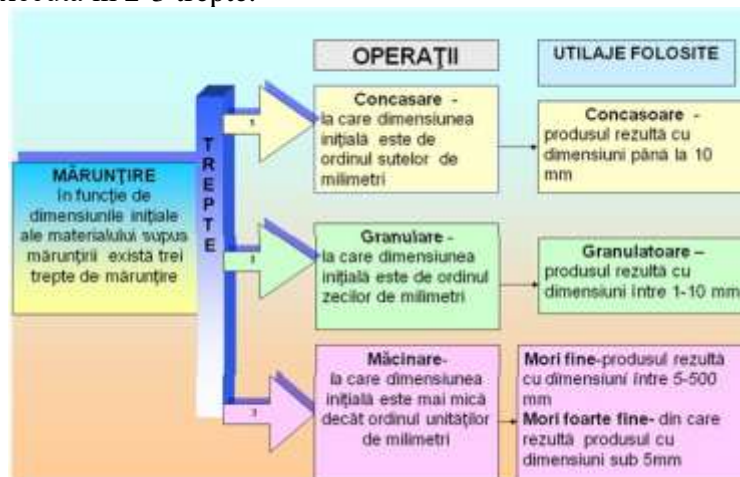 OPERAȚII
UTILAJE FOLOSITE
TREPTE
MĂRUNȚIRE
în funcție de
dimensiunile inițiale
ale materialului supus
mărunțirii există trei
trepte de mărunțire
1
Concasare -
la care dimensiunea
inițială este de
ordinul sutelor de
milimetri
Concasoare -
produsul rezultă cu
dimensiuni până la 10
mm
2
Granulare -
la care dimensiunea
inițială este de ordinul
zecilor de milimetri
Granulatoare –
produsul rezultă cu
dimensiuni între 1-10 mm
3
Măcinare-
la care dimensiunea
inițială este mai mică
decât ordinul unităților
de milimetri
Mori fine-produsul rezultă
cu dimensiuni între 5-500
mm
Mori foarte fine- din care
rezultă produsul cu
dimensiuni sub 5mm